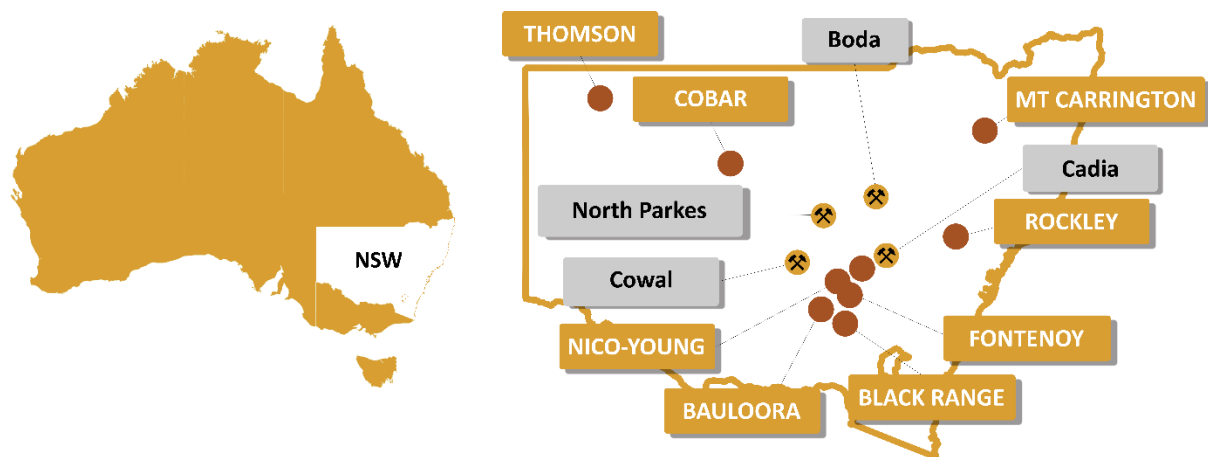 NSW
THOMSON
Boda
COBAR
MT CARRINGTON
Cadia
North Parkes
ROCKLEY
Cowal
NICO-YOUNG
FONTENOY
BAULOORA
BLACK RANGE